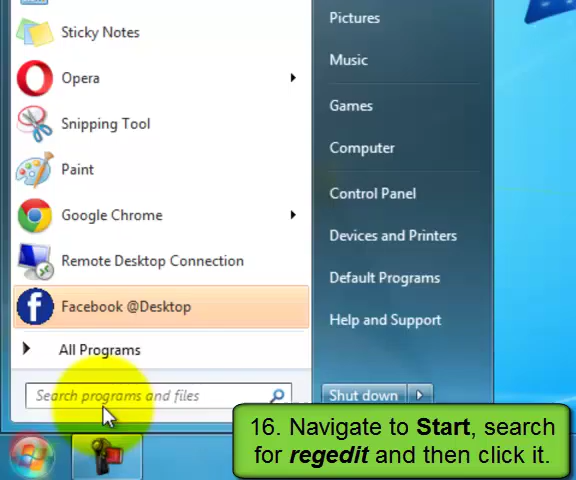 Sticky Notes
Opera
Snipping Tool
Paint
Google Chrome
Remote Desktop Connection
Facebook @Desktop
All Programs
Search programs and files
Pictures
Music
Games
Computer
Control Panel
Devices and Printers
Default Programs
Help and Support
Shut down
16. Navigate to Start, search
for regedit and then click it.